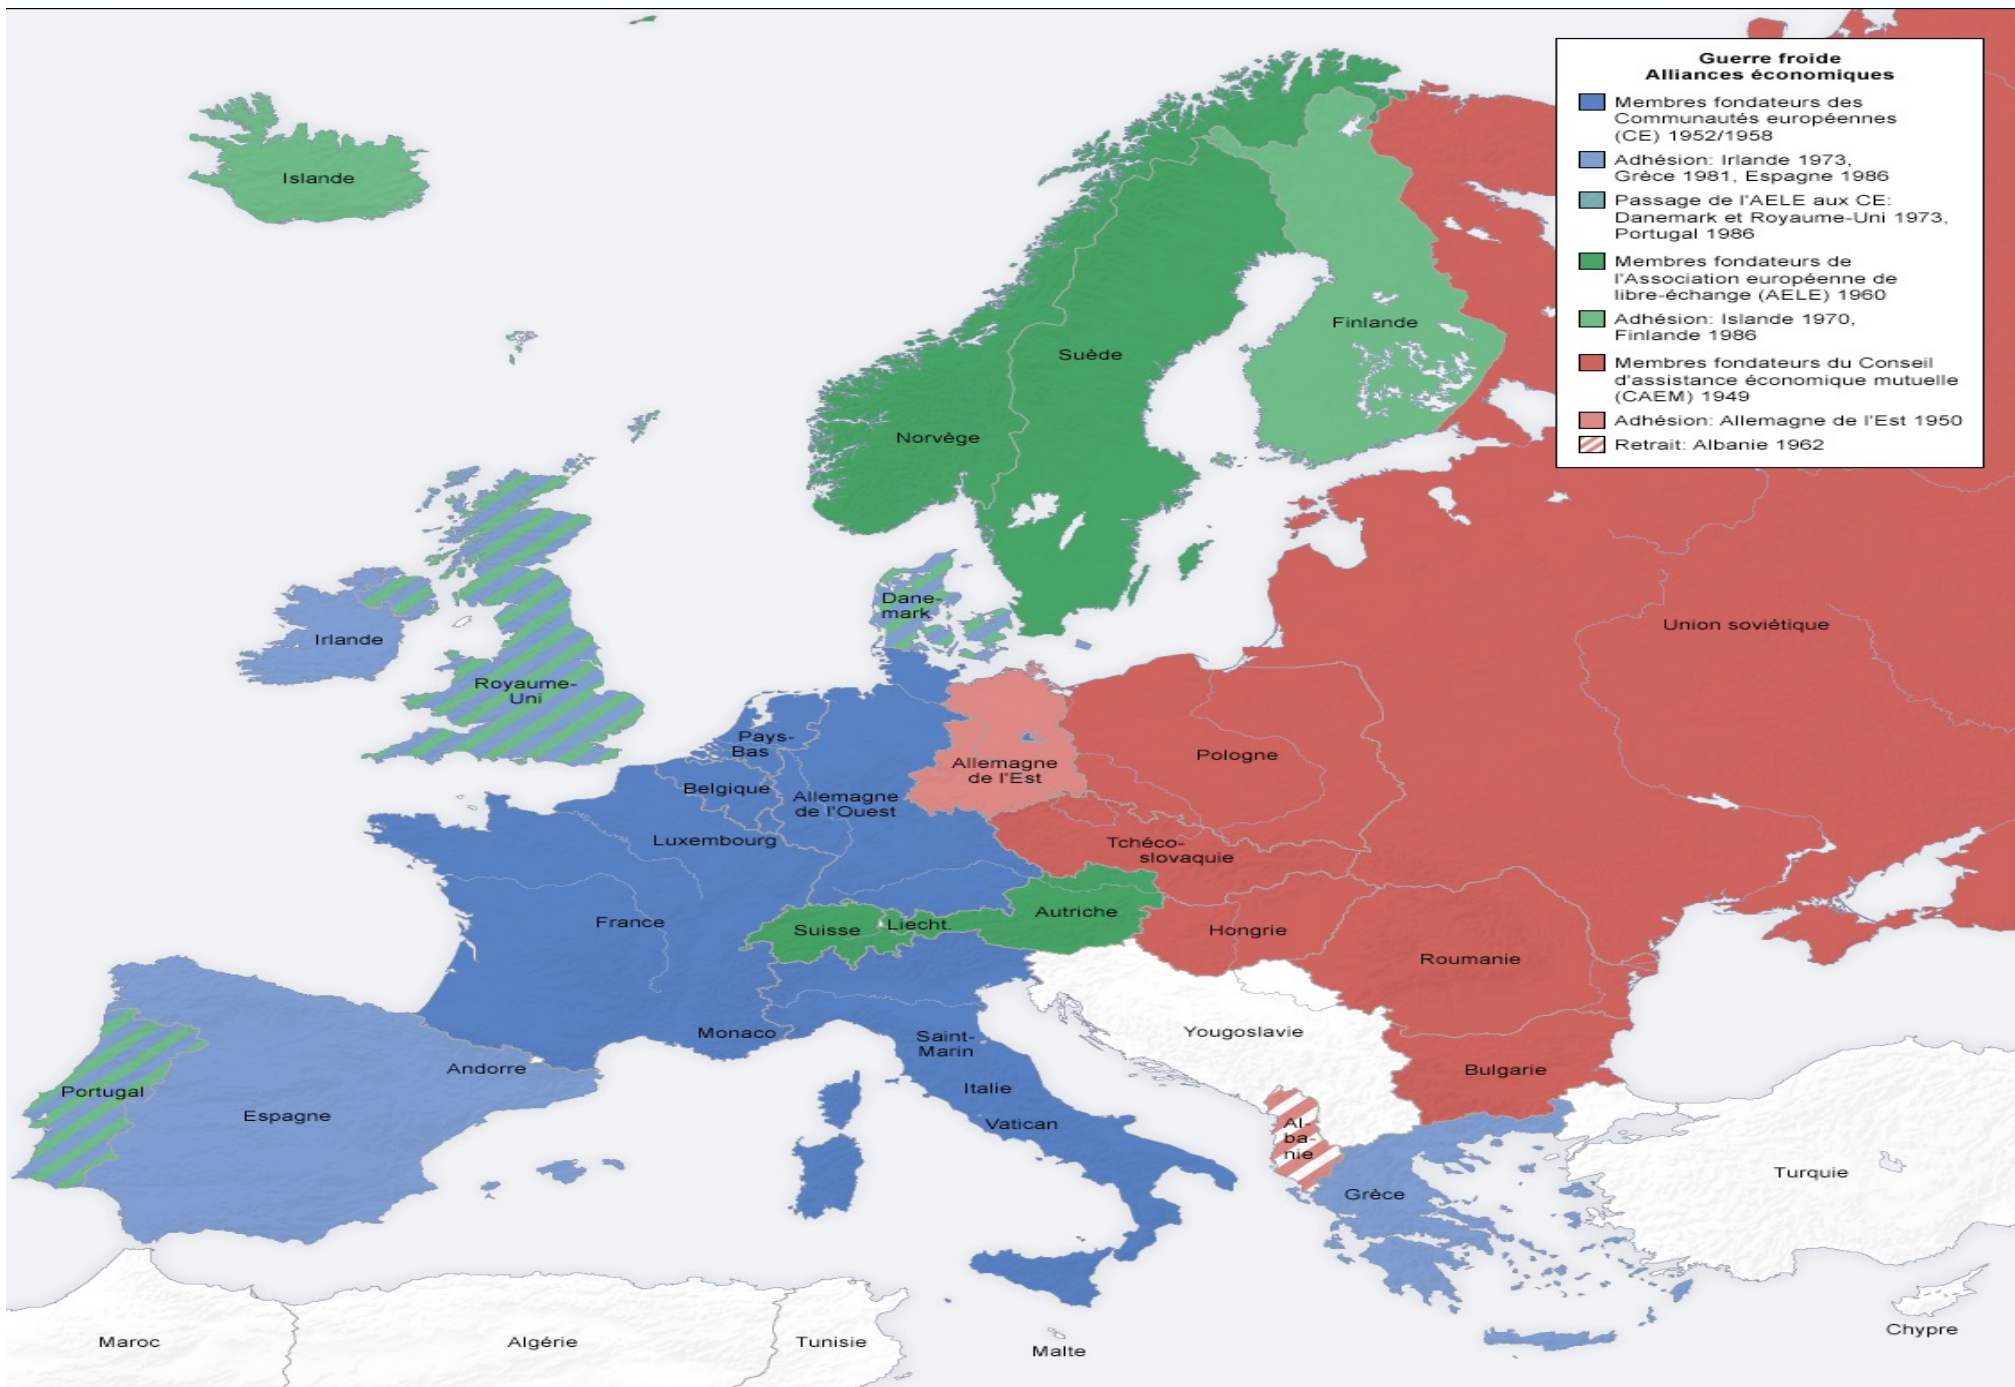 Guerre froide
Alliances économiques
Membres fondateurs des
Communautés européennes
(CE) 1952/1958
Adhésion: Irlande 1973,
Grèce 1981, Espagne 1986
Passage de l'AELE aux CE:
Danemark et Royaume-Uni 1973,
Portugal 1986
Membres fondateurs de
l'Association européenne de
libre-échange (AELE) 1960
Adhésion: Islande 1970,
Finlande 1986
Membres fondateurs du Conseil
d'assistance économique mutuelle
(CAEM) 1949
Adhésion: Allemagne de l'Est 1950
Retrait: Albanie 1962
Islande
Finlande
Suède
Norvège
Dane-
mark
Irlande
Union soviétique
Royaume-
Uni
Pays-
Bas
Pologne
Allemagne
de l'Est
Belgique
Allemagne
de l'Ouest
Luxembourg
Tchéco-
slovaquie
France
Suisse
Liecht.
Autriche
Hongrie
Roumanie
Monaco
Saint-
Marin
Yougoslavie
Andorre
Bulgarie
Portugal
Espagne
Italie
Vatican
Al-
ba-
nie
Grèce
Turquie
Maroc
Algérie
Tunisie
Malte
Chypre